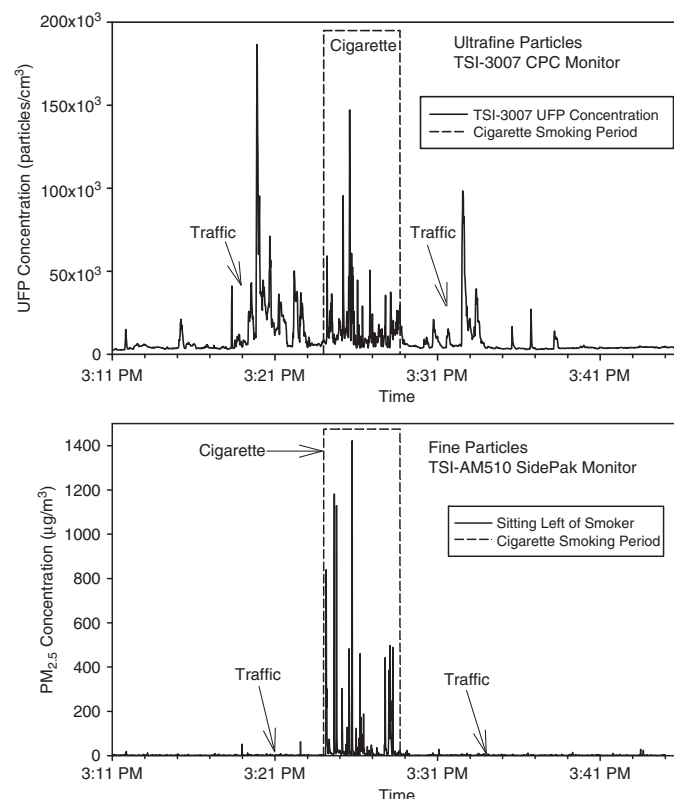 200x10³
Cigarette
Ultrafine Particles
TSI-3007 CPC Monitor
150x10³
TSI-3007 UFP Concentration
Cigarette Smoking Period
100x10³
Traffic
Traffic
50x10³
0
UFP Concentration (particles/cm³)
3:11 PM 3:21 PM 3:31 PM 3:41 PM
Time
1400
Cigarette
Fine Particles
TSI-AM510 SidePak Monitor
1200
Sitting Left of Smoker
Cigarette Smoking Period
1000
800
600
400
Traffic
Traffic
200
0
PM₂.₅ Concentration (μg/m³)
3:11 PM 3:21 PM 3:31 PM 3:41 PM
Time